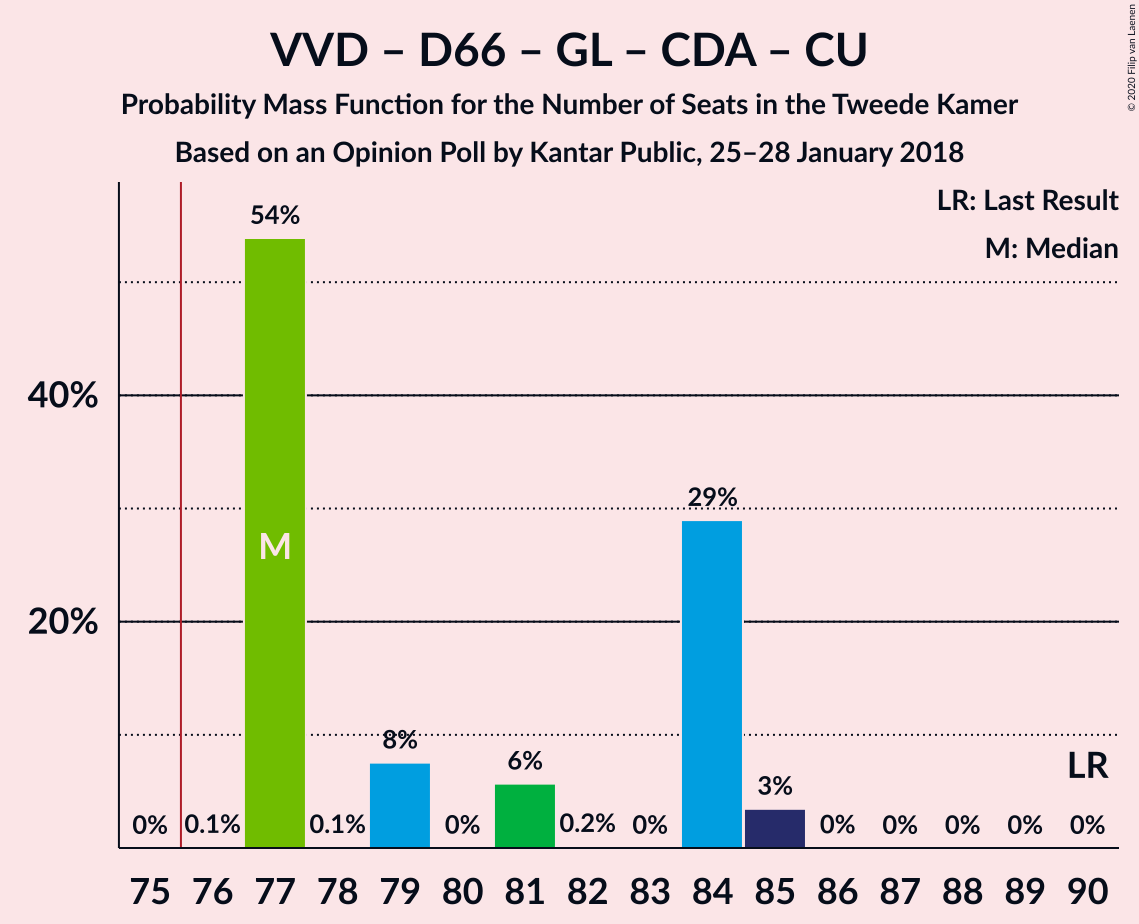 VVD – D66 – GL – CDA – CU
Probability Mass Function for the Number of Seats in the Tweede Kamer
Based on an Opinion Poll by Kantar Public, 25–28 January 2018
© 2020 Filip van Laenen
LR: Last Result
M: Median
54%
40%
29%
M
20%
8%
6%
LR
3%
0% 0.1% 0.1% 0% 0.2% 0% 0% 0% 0% 0% 0%
75 76 77 78 79 80 81 82 83 84 85 86 87 88 89 90